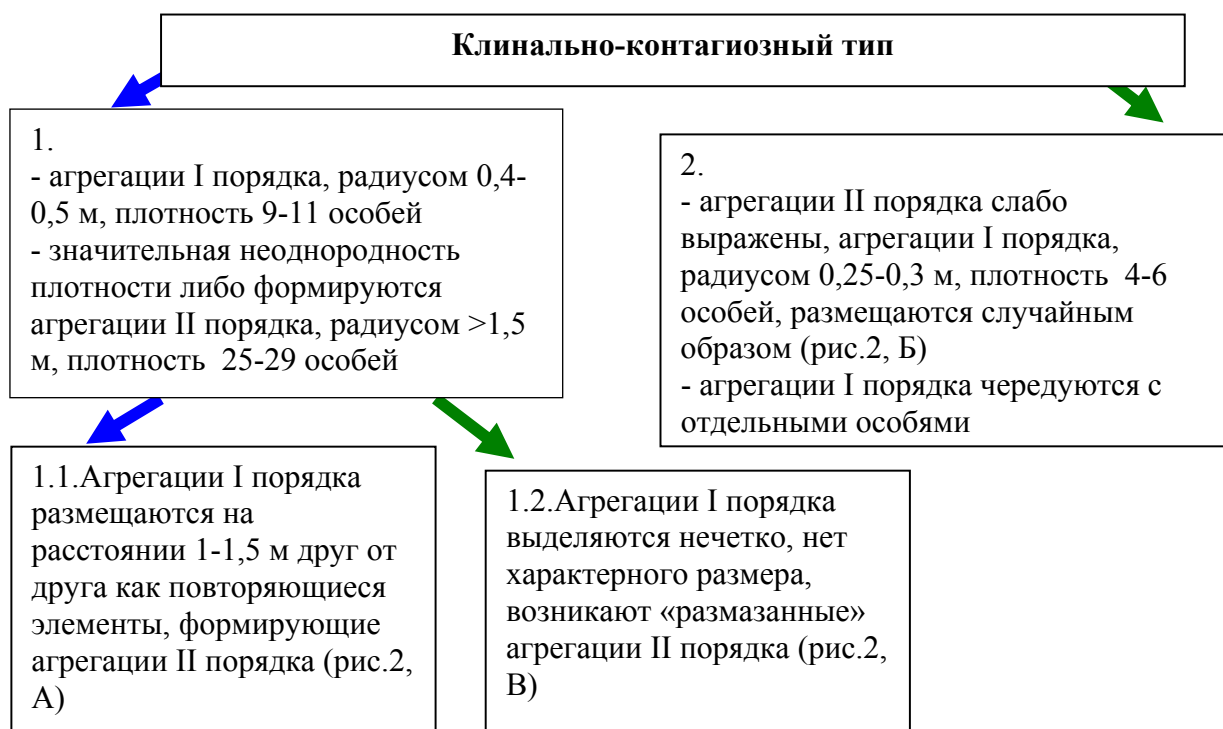 Клинально-контагиозный тип
1.
- агрегации I порядка, радиусом 0,4-
0,5 м, плотность 9-11 особей
- значительная неоднородность
плотности либо формируются
агрегации II порядка, радиусом >1,5
м, плотность 25-29 особей
2.
- агрегации II порядка слабо
выражены, агрегации I порядка,
радиусом 0,25-0,3 м, плотность 4-6
особей, размещаются случайным
образом (рис.2, Б)
- агрегации I порядка чередуются с
отдельными особями
1.1.Агрегации I порядка
размещаются на
расстоянии 1-1,5 м друг от
друга как повторяющиеся
элементы, формирующие
агрегации II порядка (рис.2,
А)
1.2.Агрегации I порядка
выделяются нечетко, нет
характерного размера,
возникают «размазанные»
агрегации II порядка (рис.2,
В)